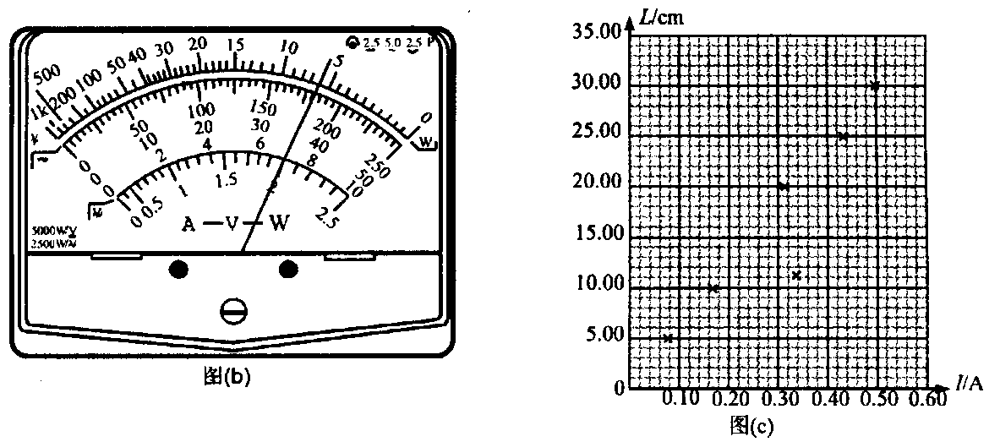 2.5 5.0 2.5
500 1k 200 100 50 40 30 20 15 10 5 0
0 50 100 150 200 250
0 10 20 30 40 50
0 2 4 6 8 10
0 0.5 1 1.5 2 2.5
A — V — W
5000W/V
2500W/V
图(b)
L/cm
35.00
30.00
25.00
20.00
15.00
10.00
5.00
0
0.10 0.20 0.30 0.40 0.50 0.60
I/A
图(c)